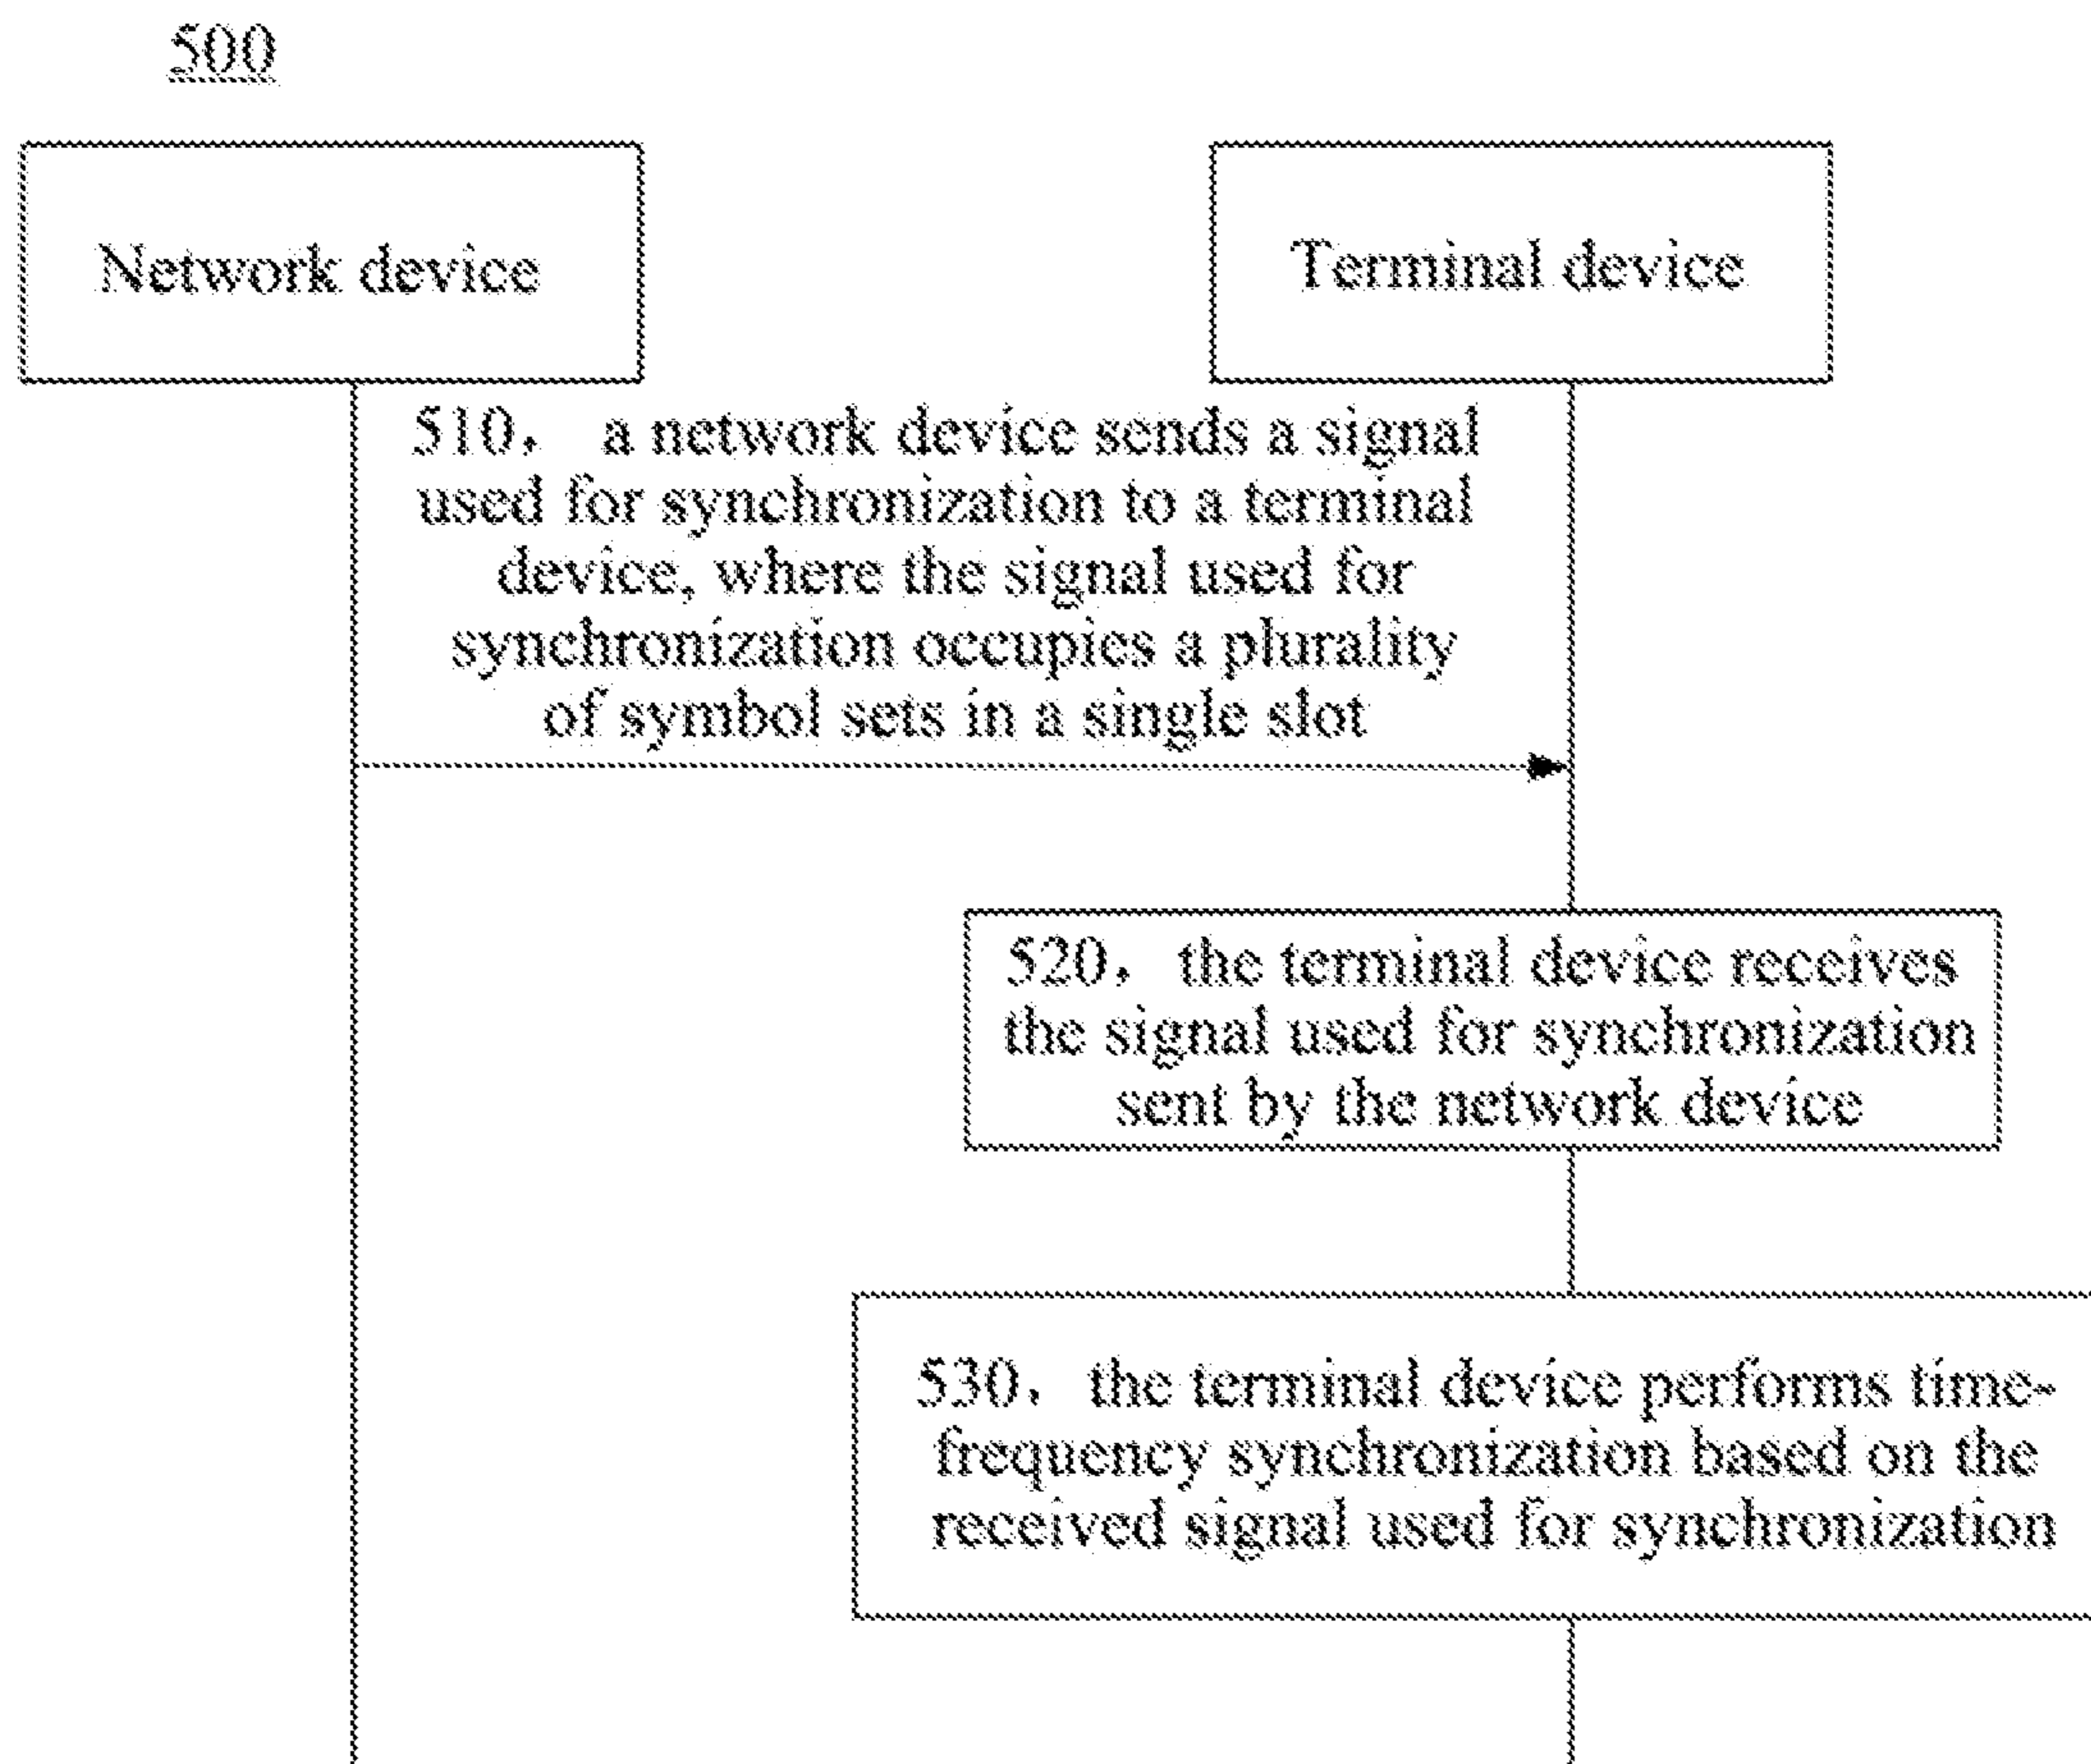 500
Network device
Terminal device
510, a network device sends a signal
used for synchronization to a terminal
device, where the signal used for
synchronization occupies a plurality
of symbol sets in a single slot
520, the terminal device receives
the signal used for synchronization
sent by the network device
530, the terminal device performs time-
frequency synchronization based on the
received signal used for synchronization